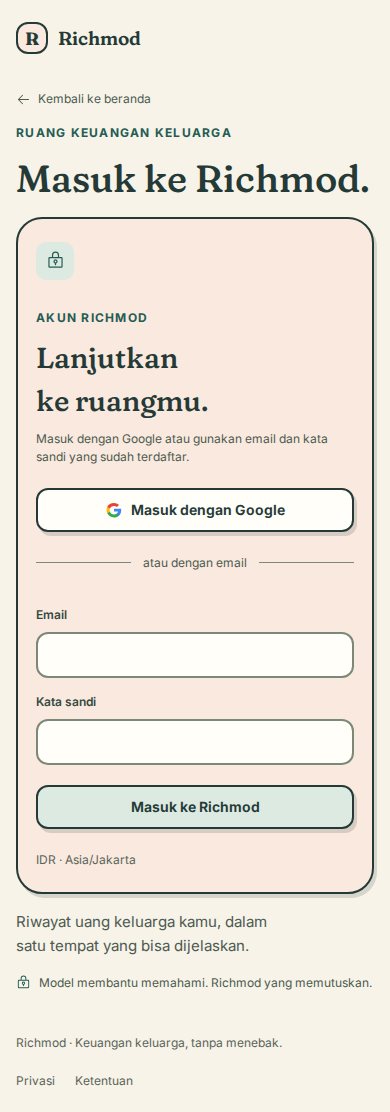 R Richmod
← Kembali ke beranda
RUANG KEUANGAN KELUARGA
Masuk ke Richmod.
AKUN RICHMOD
Lanjutkan
ke ruangmu.
Masuk dengan Google atau gunakan email dan kata
sandi yang sudah terdaftar.
Masuk dengan Google
atau dengan email
Email
Kata sandi
Masuk ke Richmod
IDR · Asia/Jakarta
Riwayat uang keluarga kamu, dalam
satu tempat yang bisa dijelaskan.
Model membantu memahami. Richmod yang memutuskan.
Richmod · Keuangan keluarga, tanpa menebak.
Privasi Ketentuan